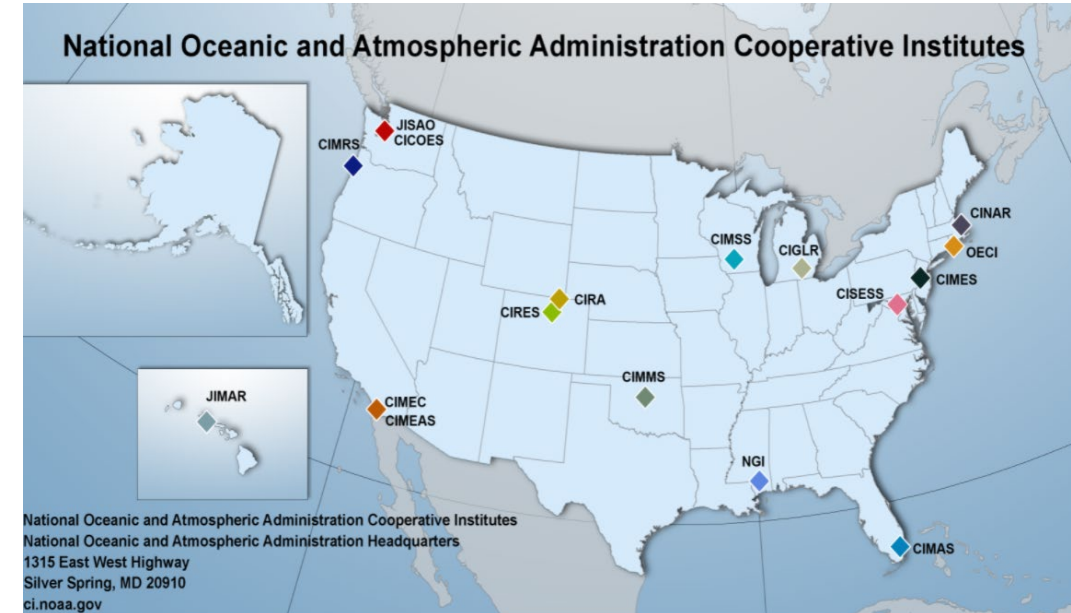 National Oceanic and Atmospheric Administration Cooperative Institutes
JISAO
CICOES
CIMRS
CINAR
CIMSS
CIGLR
OECI
CIMES
CISESS
CIRA
CIRES
CIMMS
JIMAR
CIMEC
CIMEAS
NGI
CIMAS
National Oceanic and Atmospheric Administration Cooperative Institutes
National Oceanic and Atmospheric Administration Headquarters
1315 East West Highway
Silver Spring, MD 20910
ci.noaa.gov